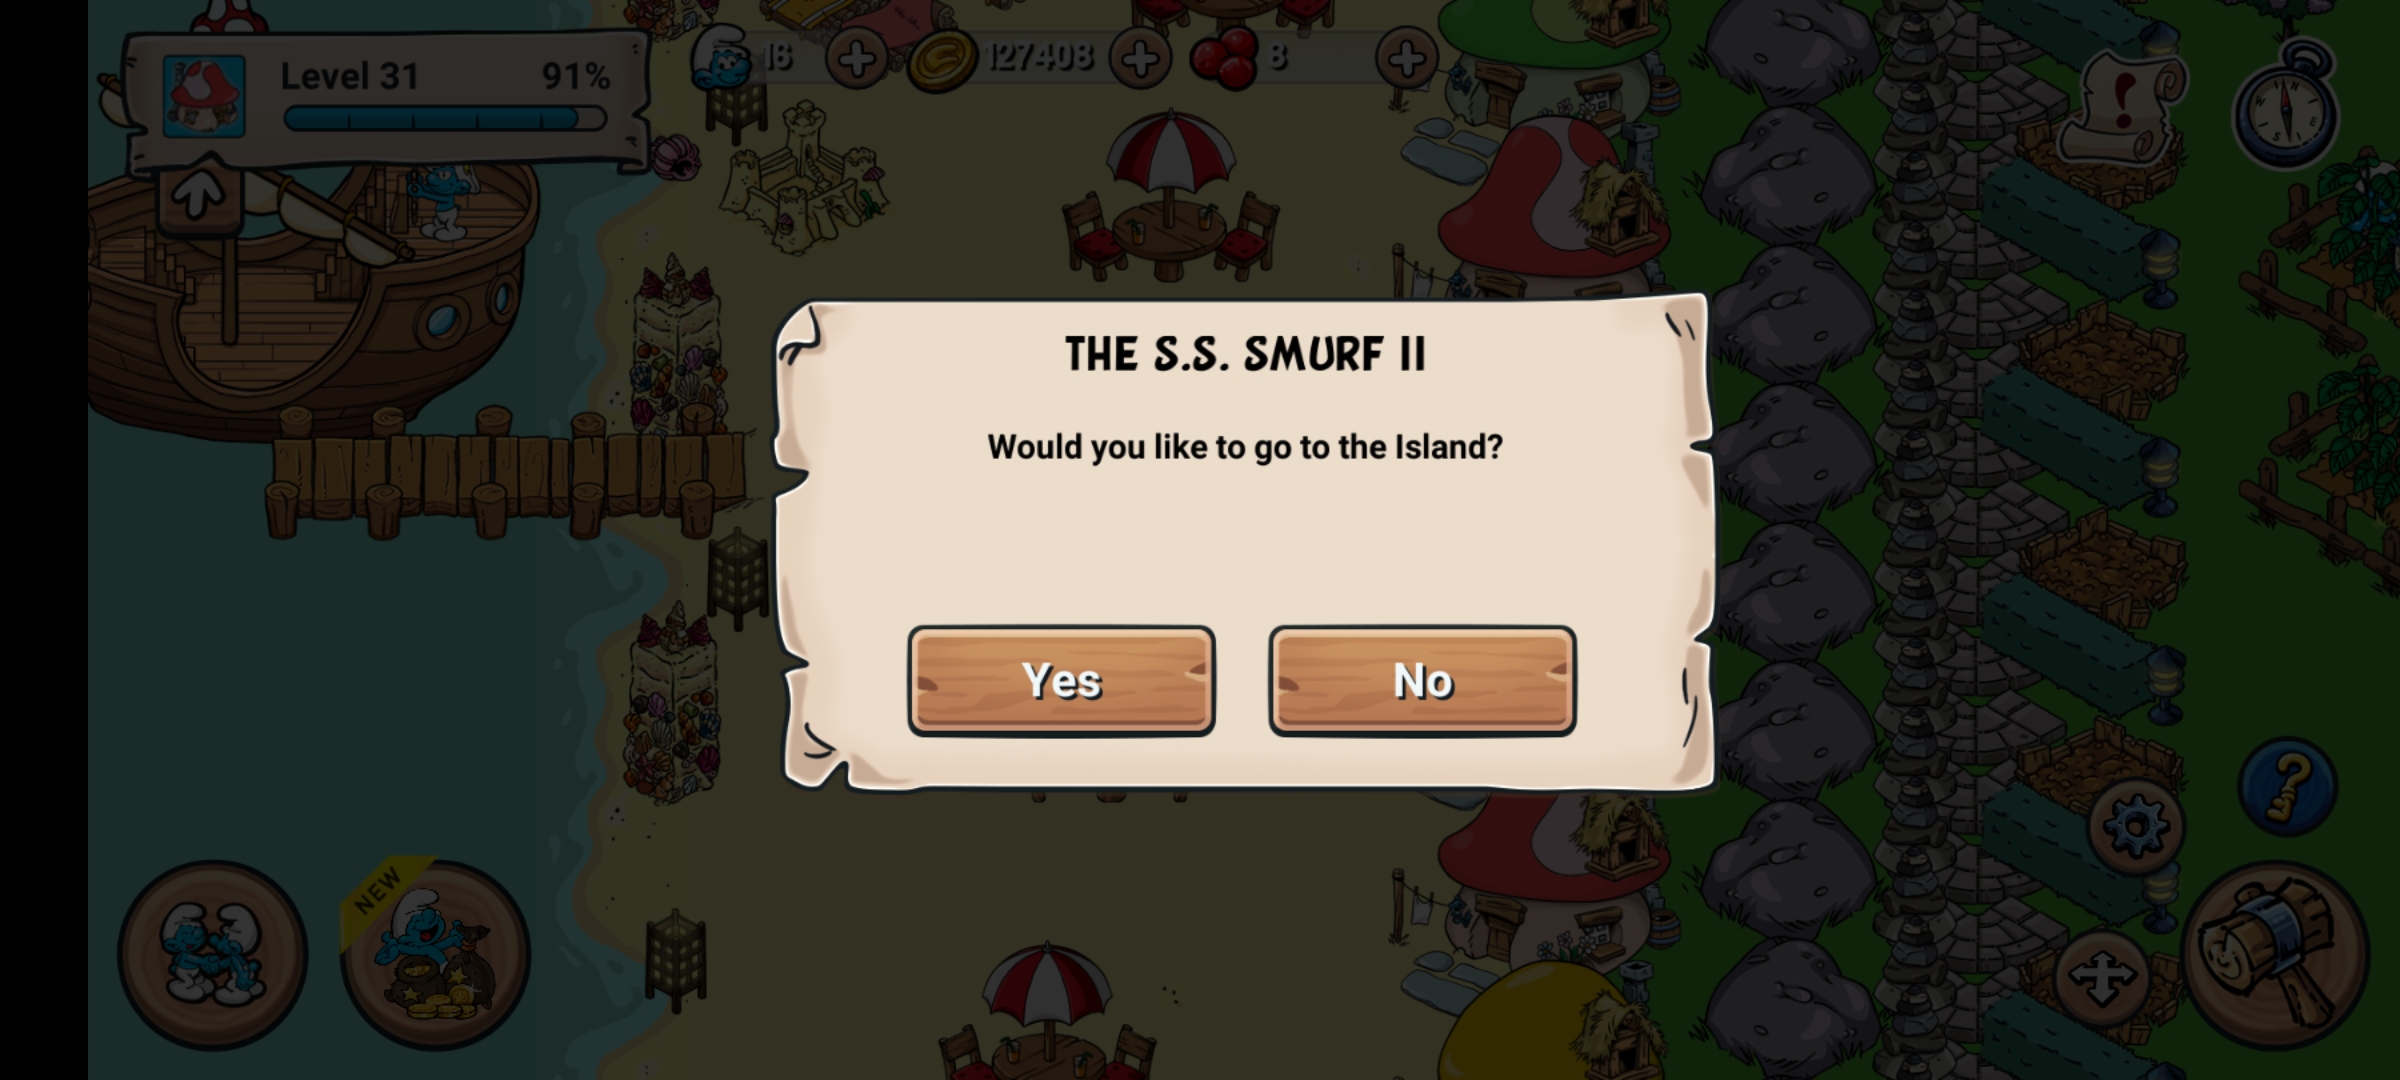 Level 31 91%
16
127408
8
THE S.S. SMURF II
Would you like to go to the Island?
Yes
No
NEW